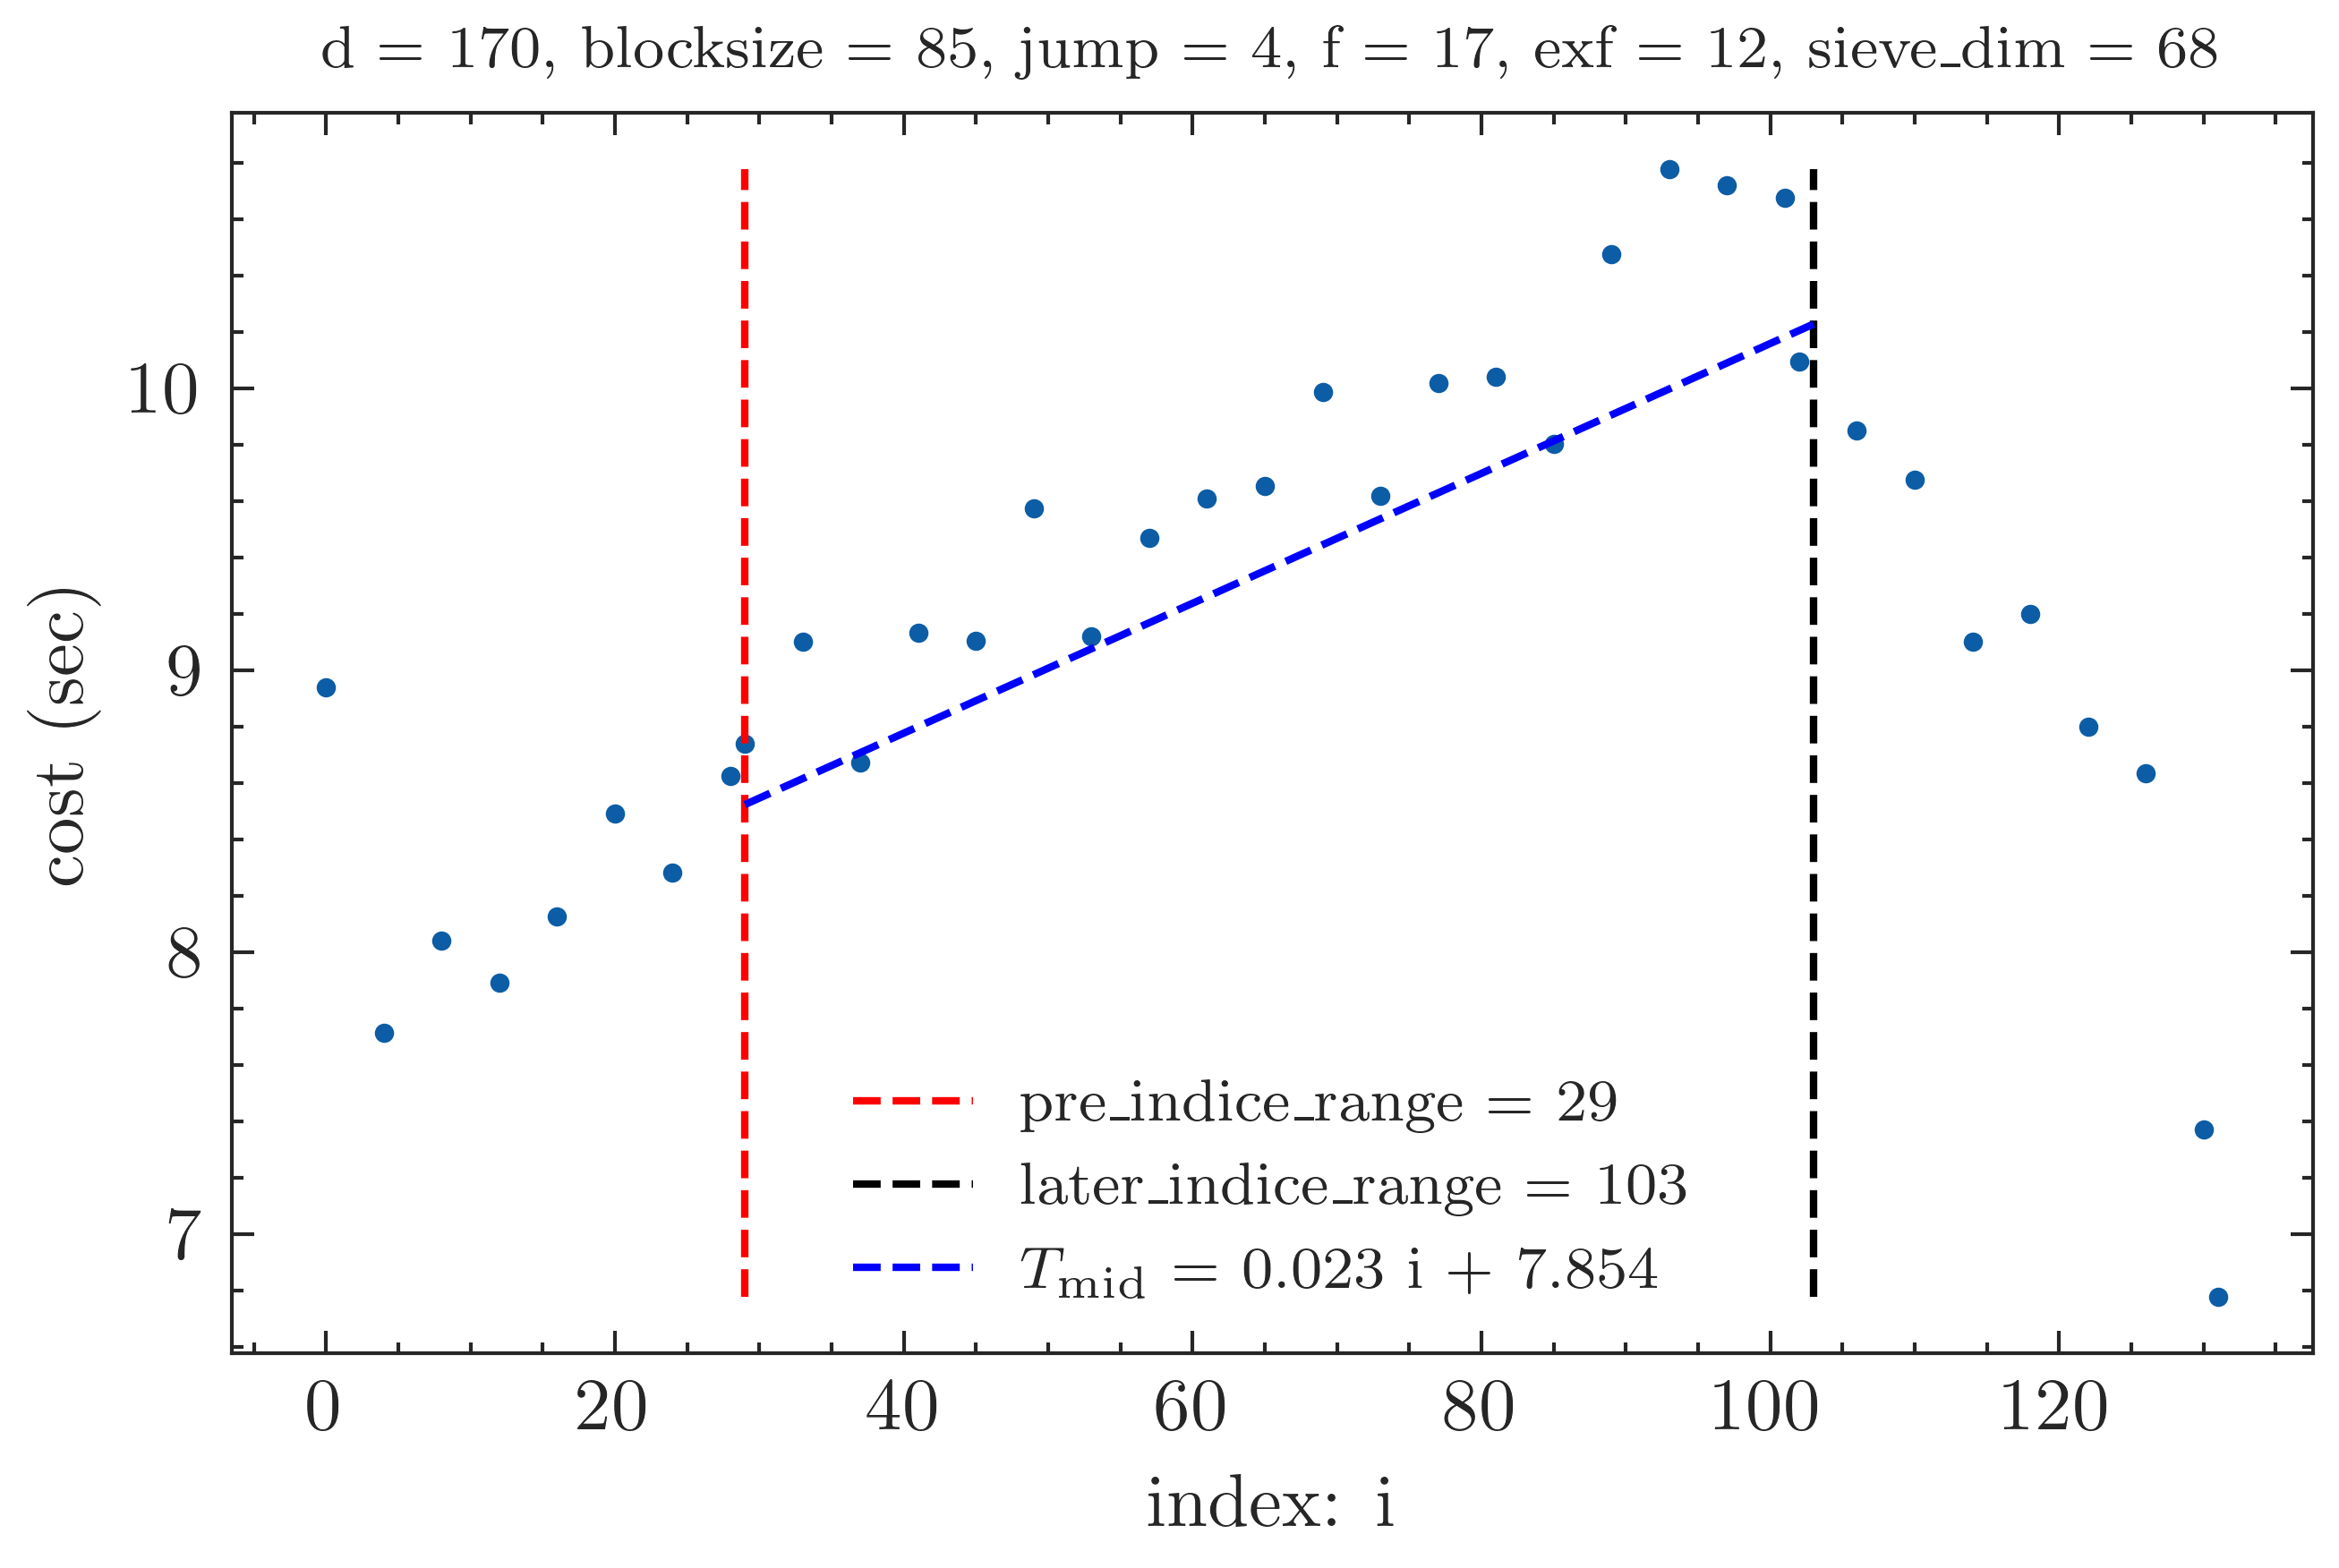 d = 170, blocksize = 85, jump = 4, f = 17, exf = 12, sieve_dim = 68
cost (sec)
10
9
8
7
pre_indice_range = 29
later_indice_range = 103
T_mid = 0.023 i + 7.854
0 20 40 60 80 100 120
index: i